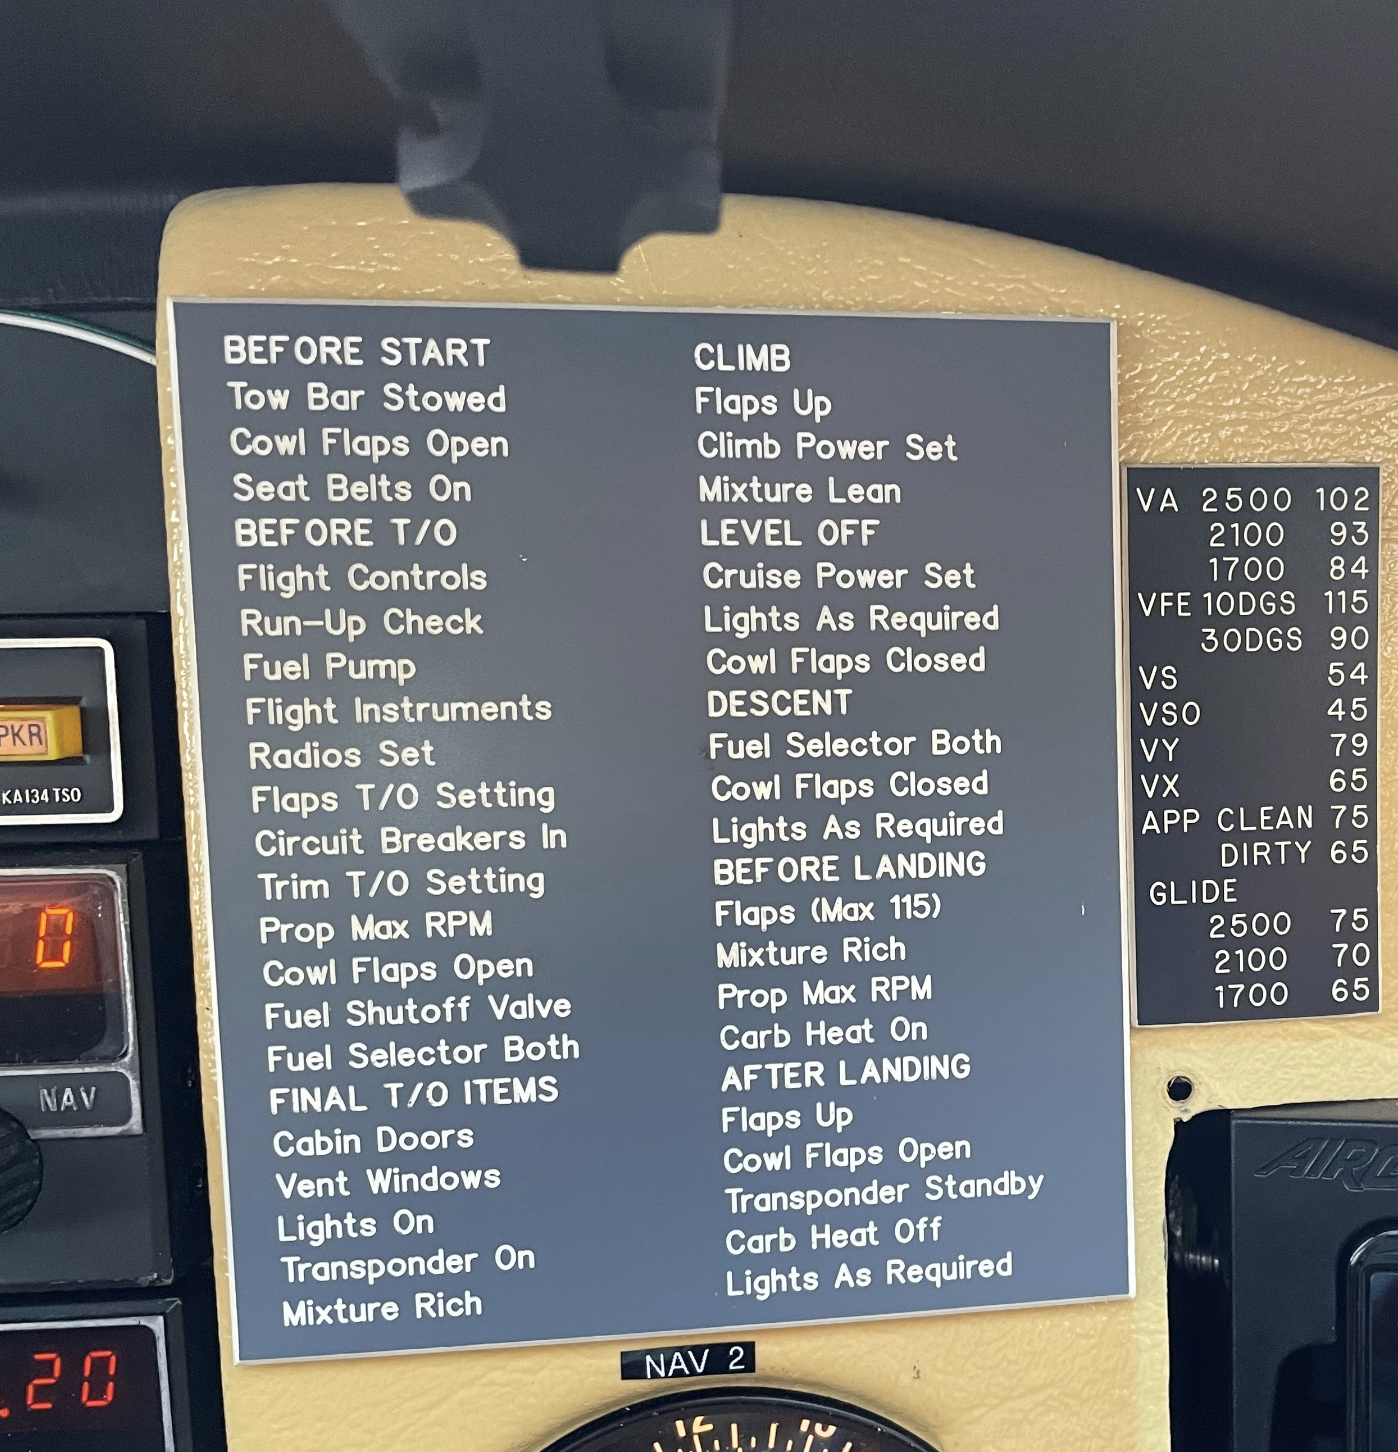 BEFORE START
Tow Bar Stowed
Cowl Flaps Open
Seat Belts On
BEFORE T/O
Flight Controls
Run-Up Check
Fuel Pump
Flight Instruments
Radios Set
Flaps T/O Setting
Circuit Breakers In
Trim T/O Setting
Prop Max RPM
Cowl Flaps Open
Fuel Shutoff Valve
Fuel Selector Both
FINAL T/O ITEMS
Cabin Doors
Vent Windows
Lights On
Transponder On
Mixture Rich
CLIMB
Flaps Up
Climb Power Set
Mixture Lean
LEVEL OFF
Cruise Power Set
Lights As Required
Cowl Flaps Closed
DESCENT
Fuel Selector Both
Cowl Flaps Closed
Lights As Required
BEFORE LANDING
Flaps (Max 115)
Mixture Rich
Prop Max RPM
Carb Heat On
AFTER LANDING
Flaps Up
Cowl Flaps Open
Transponder Standby
Carb Heat Off
Lights As Required
VA 2500 102
2100 93
1700 84
VFE 10DGS 115
30DGS 90
VS 54
VSO 45
VY 79
VX 65
APP CLEAN 75
DIRTY 65
GLIDE
2500 75
2100 70
1700 65
PKR
KA134 TSO
0
NAV
.20
NAV 2